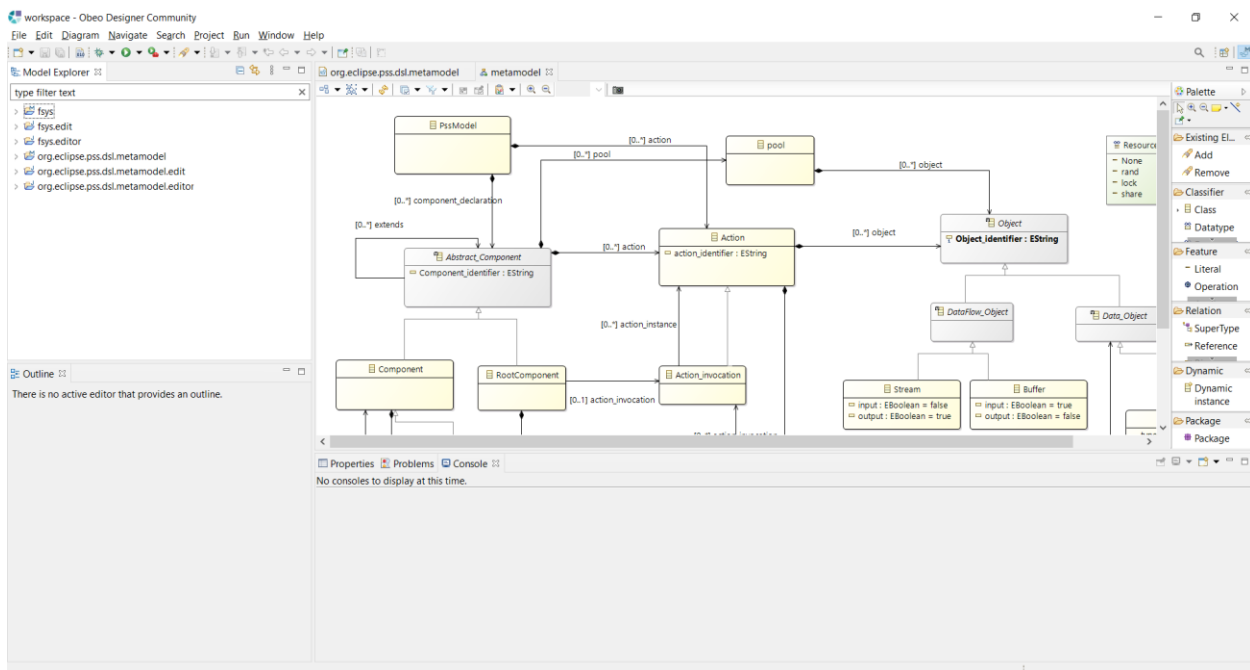 workspace - Obeo Designer Community
File Edit Diagram Navigate Search Project Run Window Help
Model Explorer
type filter text
fsys
fsys.edit
fsys.editor
org.eclipse.pss.dsl.metamodel
org.eclipse.pss.dsl.metamodel.edit
org.eclipse.pss.dsl.metamodel.editor
Outline
There is no active editor that provides an outline.
org.eclipse.pss.dsl.metamodel
metamodel
PssModel
[0..*] action
[0..*] pool
pool
[0..*] object
[0..*] component_declaration
[0..*] extends
Abstract_Component
Component_identifier : EString
[0..*] action
Action
action_identifier : EString
[0..*] object
Object
Object_identifier : EString
Resource
None
rand
lock
share
[0..*] action_instance
DataFlow_Object
Data_Object
Component
RootComponent
[0..1] action_invocation
Action_invocation
Stream
input : EBoolean = false
output : EBoolean = true
Buffer
input : EBoolean = true
output : EBoolean = false
Palette
Existing El...
Add
Remove
Classifier
Class
Datatype
Feature
Literal
Operation
Relation
SuperType
Reference
Dynamic
Dynamic
instance
Package
Package
Properties Problems Console
No consoles to display at this time.